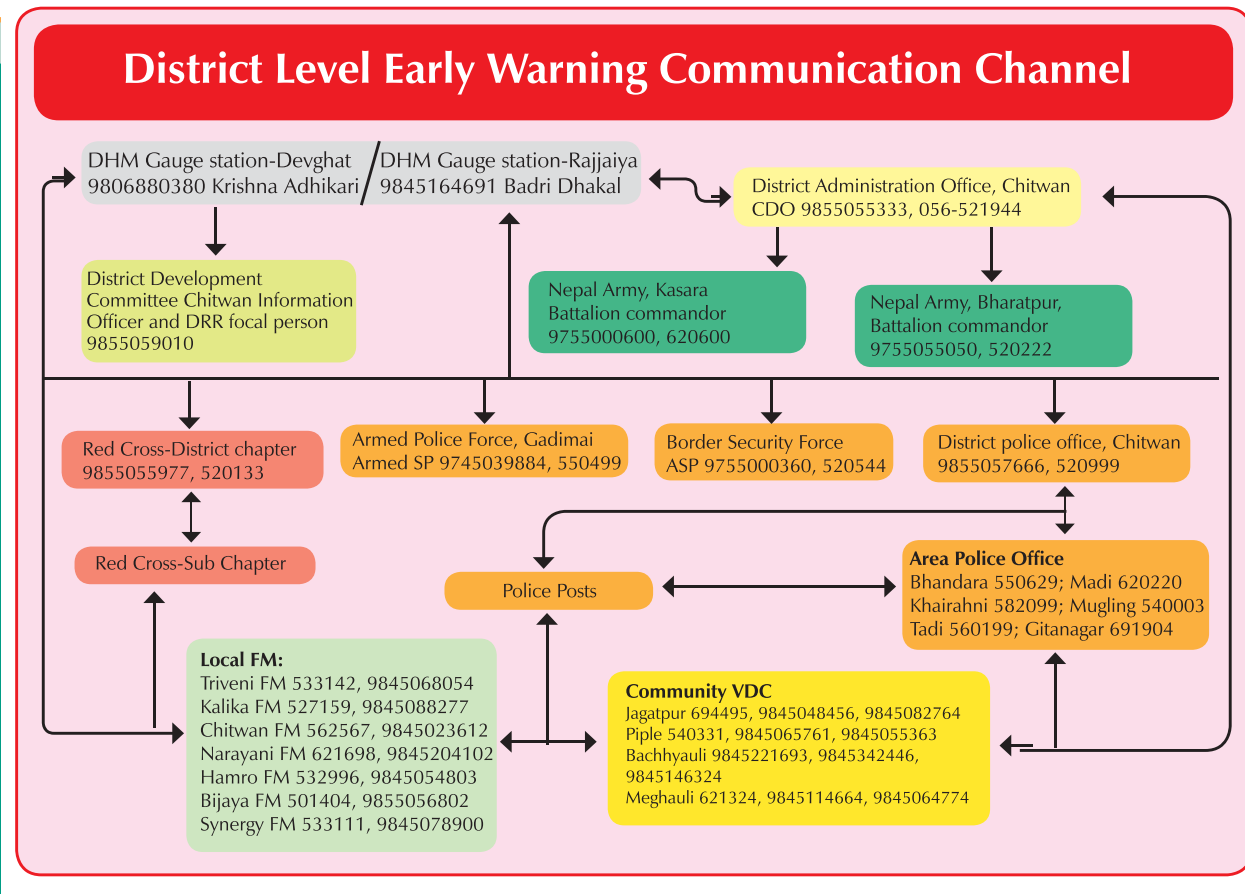 District Level Early Warning Communication Channel
DHM Gauge station-Devghat
9806880380 Krishna Adhikari
DHM Gauge station-Rajjaiya
9845164691 Badri Dhakal
District Administration Office, Chitwan
CDO 9855055333, 056-521944
District Development
Committee Chitwan Information
Officer and DRR focal person
9855059010
Nepal Army, Kasara
Battalion commandor
9755000600, 620600
Nepal Army, Bharatpur,
Battalion commandor
9755055050, 520222
Red Cross-District chapter
9855055977, 520133
Armed Police Force, Gadimai
Armed SP 9745039884, 550499
Border Security Force
ASP 9755000360, 520544
District police office, Chitwan
9855057666, 520999
Red Cross-Sub Chapter
Police Posts
Area Police Office
Bhandara 550629; Madi 620220
Khairahni 582099; Mugling 540003
Tadi 560199; Gitanagar 691904
Local FM:
Triveni FM 533142, 9845068054
Kalika FM 527159, 9845088277
Chitwan FM 562567, 9845023612
Narayani FM 621698, 9845204102
Hamro FM 532996, 9845054803
Bijaya FM 501404, 9855056802
Synergy FM 533111, 9845078900
Community VDC
Jagatpur 694495, 9845048456, 9845082764
Piple 540331, 9845065761, 9845055363
Bachhyauli 9845221693, 9845342446,
9845146324
Meghauli 621324, 9845114664, 9845064774